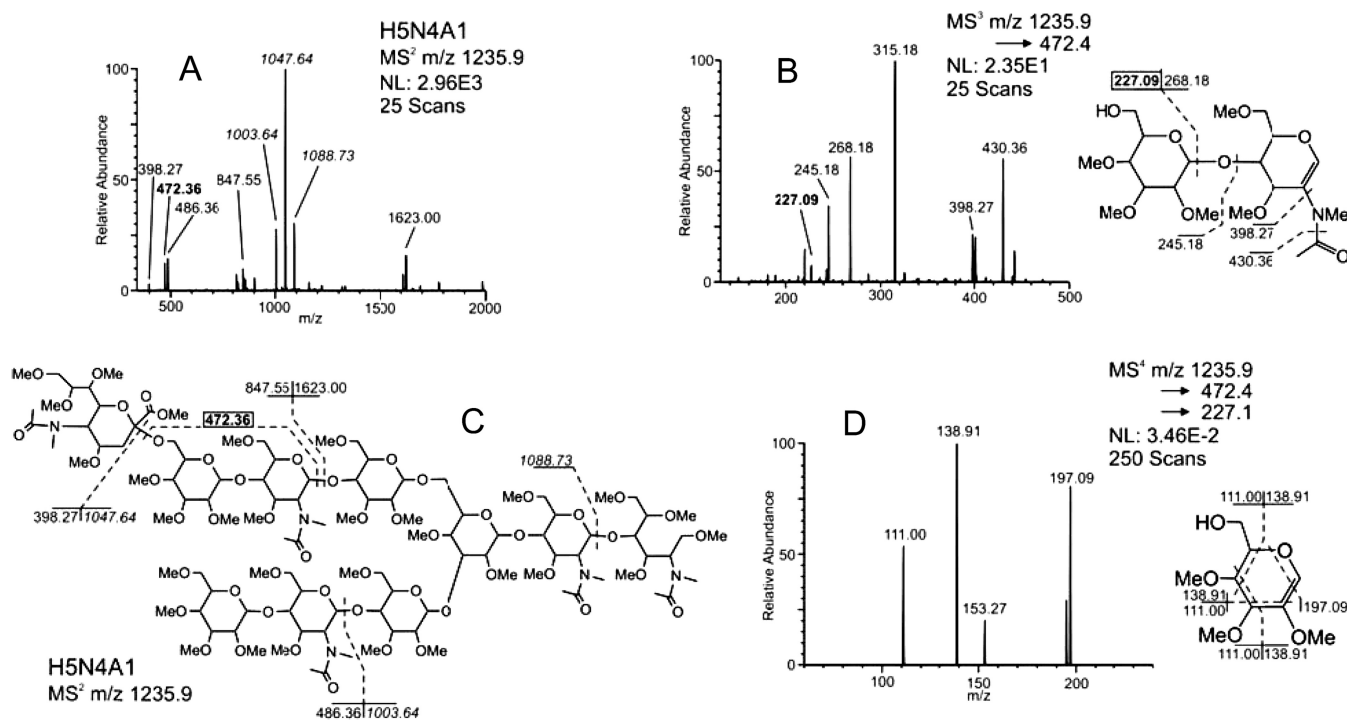 A
H5N4A1
MS² m/z 1235.9
NL: 2.96E3
25 Scans
Relative Abundance
100
50
0
1047.64
1003.64
1088.73
398.27
472.36
486.36
847.55
1623.00
500
1000
1500
2000
m/z
B
MS³ m/z 1235.9
→ 472.4
NL: 2.35E1
25 Scans
Relative Abundance
100
50
0
315.18
268.18
245.18
227.09
430.36
398.27
200
300
400
500
m/z
227.09 268.18
HO
MeO
O
MeO
O
O
MeO
OMe
MeO
NMe
O
245.18
398.27
430.36
C
847.55 1623.00
472.36
1088.73
398.27 1047.64
486.36 1003.64
MeO
OMe
MeO
O
O
OMe
O
N
MeO
O
MeO
O
MeO
O
MeO
O
MeO
O
MeO
OMe
MeO
N
O
MeO
OMe
O
MeO
O
MeO
OMe
O
MeO
O
MeO
N
O
O
MeO
OMe
OMe
MeO
N
O
MeO
O
MeO
O
MeO
O
MeO
O
O
MeO
OMe
MeO
N
O
MeO
OMe
O
H5N4A1
MS² m/z 1235.9
D
MS⁴ m/z 1235.9
→ 472.4
→ 227.1
NL: 3.46E-2
250 Scans
Relative Abundance
100
50
0
138.91
197.09
111.00
153.27
100
150
200
m/z
111.00 138.91
HO
O
MeO
138.91
111.00
197.09
MeO
OMe
111.00 138.91